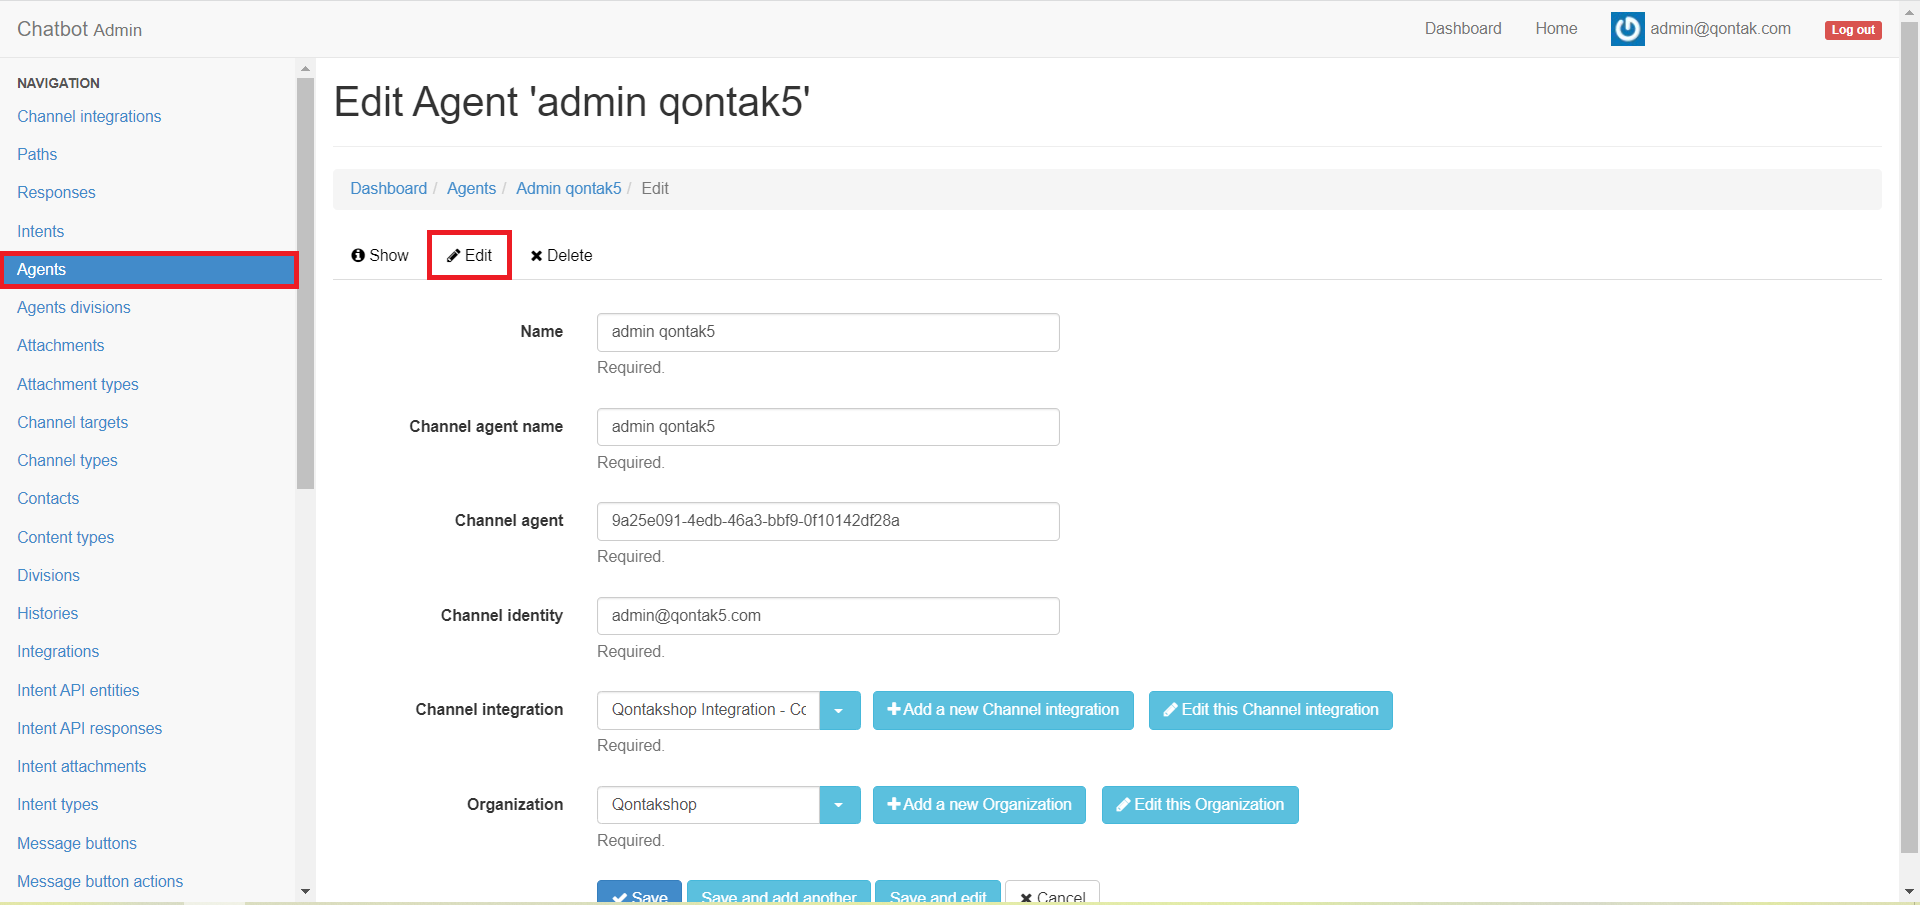 Chatbot Admin
Dashboard
Home
admin@qontak.com
Log out
NAVIGATION
Channel integrations
Paths
Responses
Intents
Agents
Agents divisions
Attachments
Attachment types
Channel targets
Channel types
Contacts
Content types
Divisions
Histories
Integrations
Intent API entities
Intent API responses
Intent attachments
Intent types
Message buttons
Message button actions
Edit Agent 'admin qontak5'
Dashboard / Agents / Admin qontak5 / Edit
Show
Edit
Delete
Name
admin qontak5
Required.
Channel agent name
admin qontak5
Required.
Channel agent
9a25e091-4edb-46a3-bbf9-0f10142df28a
Required.
Channel identity
admin@qontak5.com
Required.
Channel integration
Qontakshop Integration - Co
Add a new Channel integration
Edit this Channel integration
Required.
Organization
Qontakshop
Add a new Organization
Edit this Organization
Required.
Save
Save and add another
Save and edit
Cancel